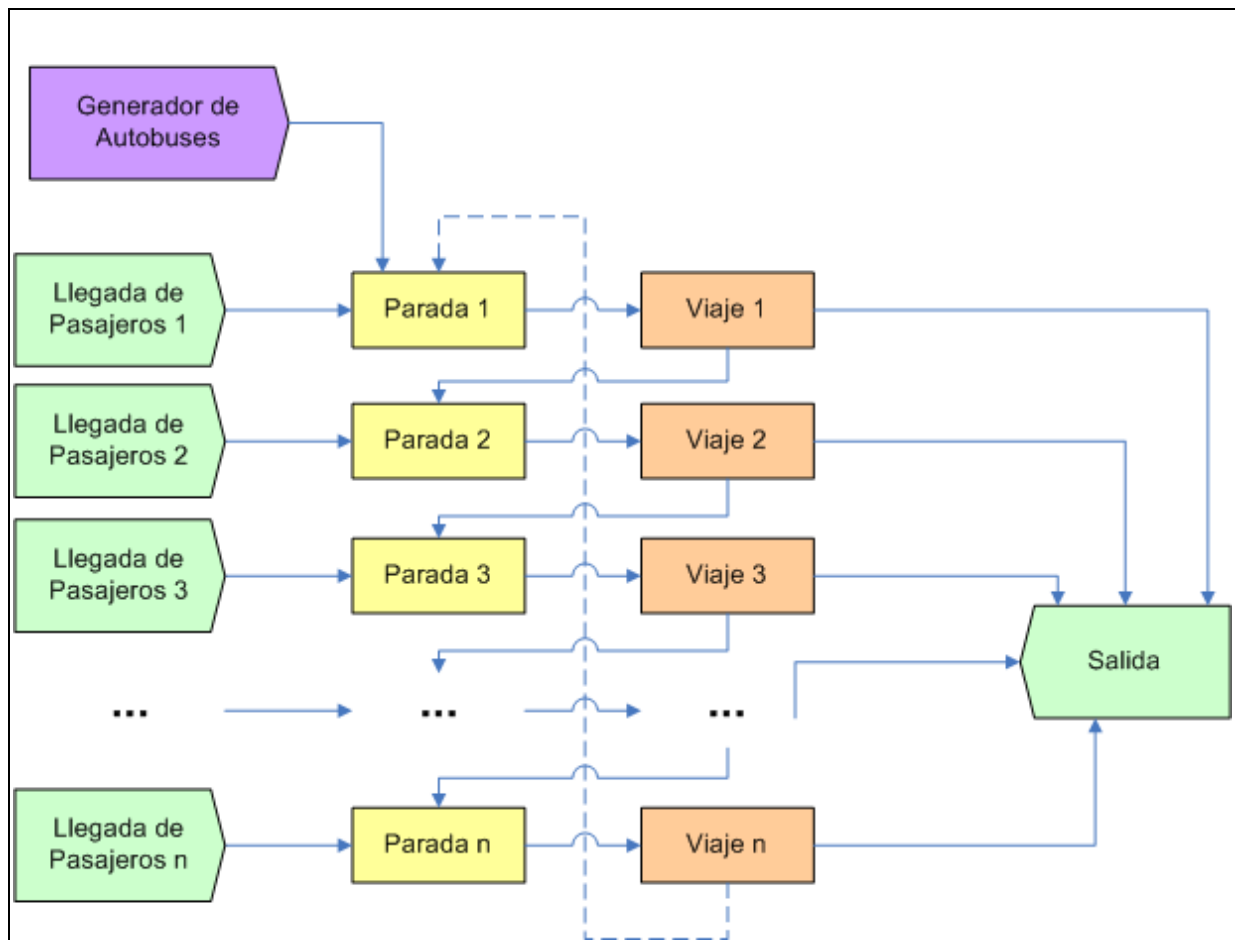 Generador de
Autobuses
Llegada de
Pasajeros 1
Parada 1
Viaje 1
Llegada de
Pasajeros 2
Parada 2
Viaje 2
Llegada de
Pasajeros 3
Parada 3
Viaje 3
Salida
... ... ...
Llegada de
Pasajeros n
Parada n
Viaje n